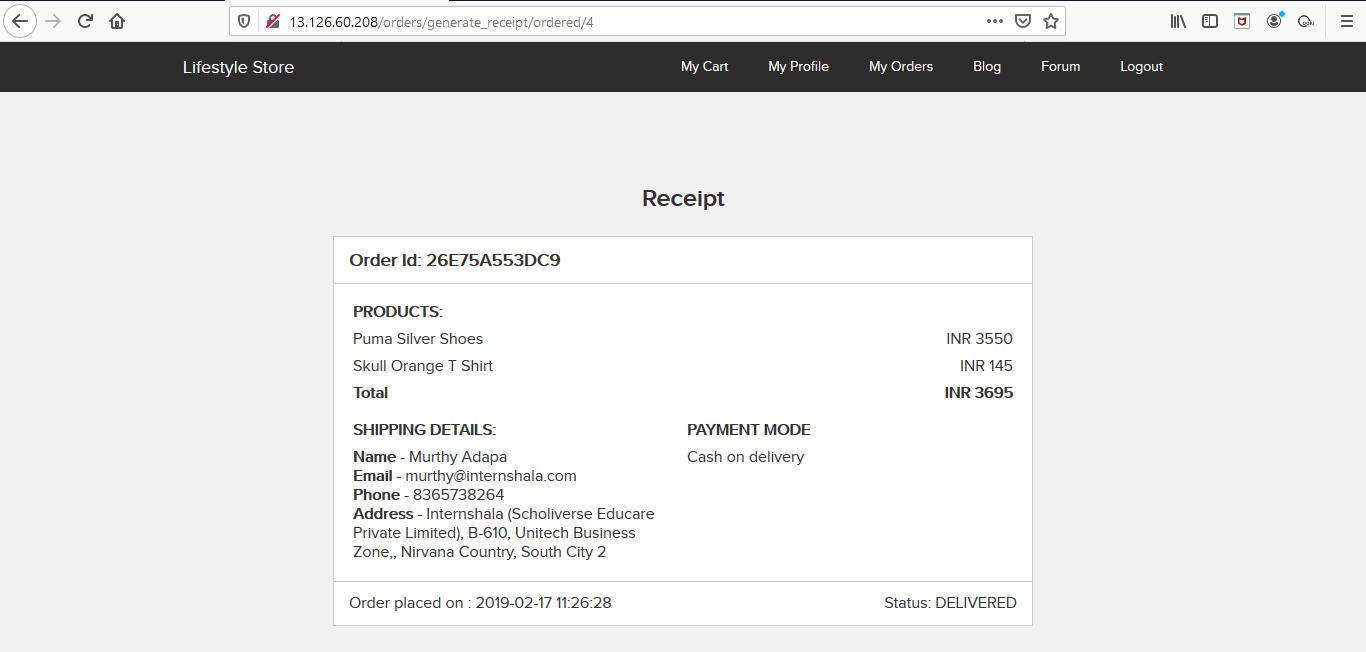 13.126.60.208/orders/generate_receipt/ordered/4
Lifestyle Store My Cart My Profile My Orders Blog Forum Logout
Receipt
Order Id: 26E75A553DC9
PRODUCTS:
Puma Silver Shoes INR 3550
Skull Orange T Shirt INR 145
Total INR 3695
SHIPPING DETAILS: PAYMENT MODE
Name - Murthy Adapa Cash on delivery
Email - murthy@internshala.com
Phone - 8365738264
Address - Internshala (Scholiverse Educare
Private Limited), B-610, Unitech Business
Zone,, Nirvana Country, South City 2
Order placed on : 2019-02-17 11:26:28 Status: DELIVERED